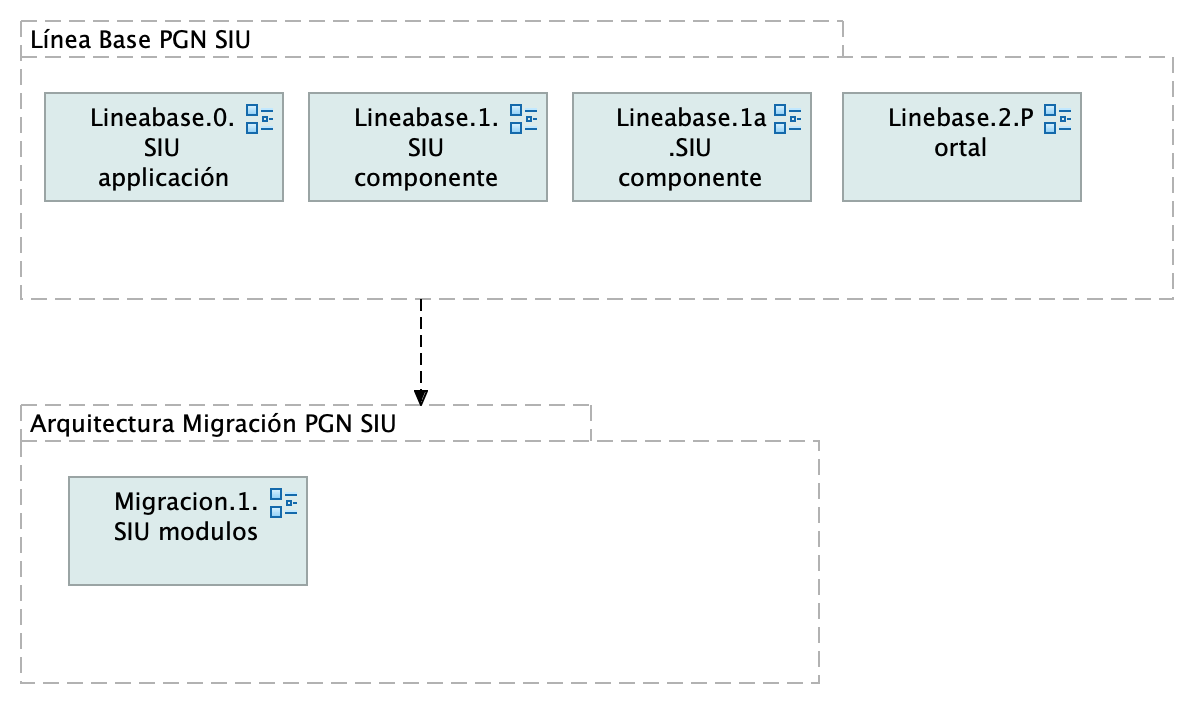 Línea Base PGN SIU
Lineabase.0.
SIU
applicación
Lineabase.1.
SIU
componente
Lineabase.1a
.SIU
componente
Linebase.2.P
ortal
Arquitectura Migración PGN SIU
Migracion.1.
SIU modulos